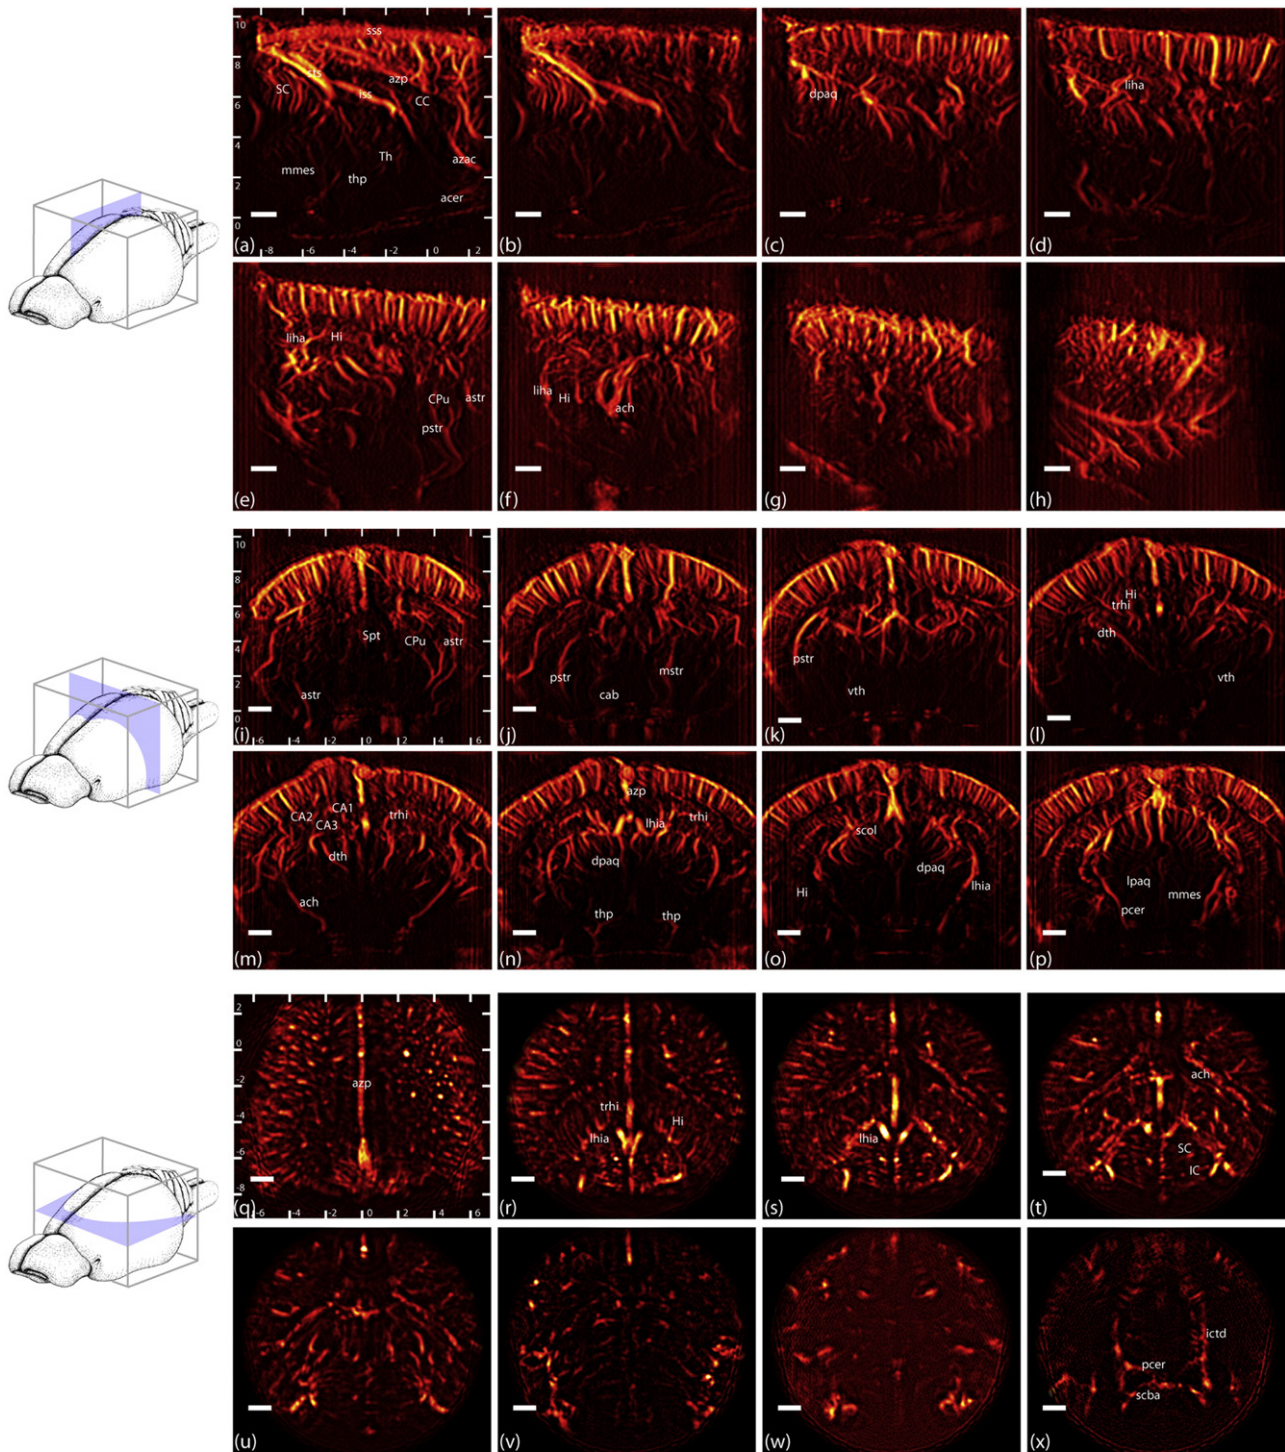 10
sss
8
sts
azp
SC
lss
CC
dpaq
liha
6
4
Th
mmes
azac
thp
2
acer
0
(a)
-8
-6
-4
-2
0
2
(b)
(c)
(d)
liha
Hi
CPu
astr
liha
Hi
pstr
ach
(e)
(f)
(g)
(h)
10
8
6
Spt
CPu
astr
4
pstr
mstr
pstr
Hi
trhi
dth
2
astr
cab
vth
vth
0
(i)
-6
-4
-2
0
2
4
6
(j)
(k)
(l)
CA1
CA2
CA3
trhi
dth
ach
azp
lhia
trhi
dpaq
thp
thp
scol
dpaq
Hi
lhia
lpaq
mmes
pcer
(m)
(n)
(o)
(p)
2
0
azp
-2
-4
-6
-8
(q)
-6
-4
-2
0
2
4
6
trhi
Hi
lhia
(r)
lhia
(s)
ach
SC
IC
(t)
(u)
(v)
(w)
ictd
pcer
scba
(x)